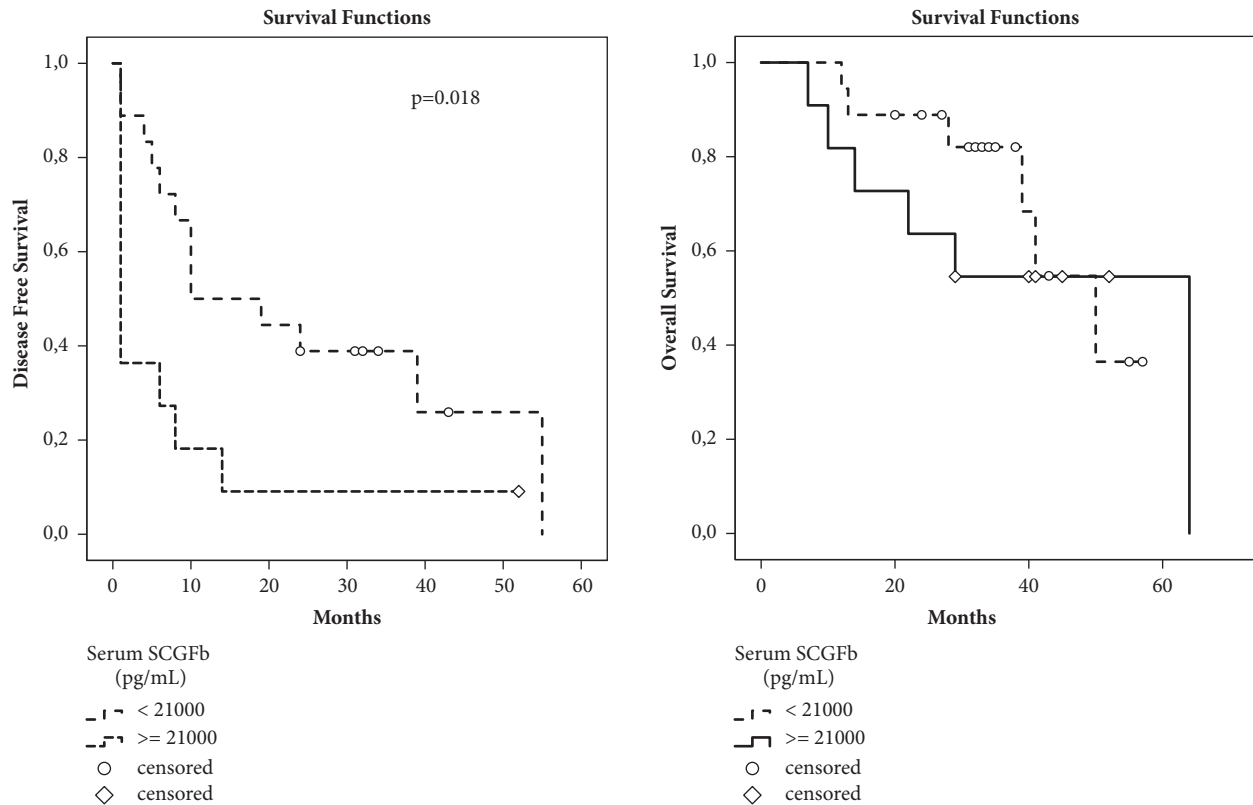 Survival Functions
1,0
0,8
0,6
0,4
0,2
0,0
Disease Free Survival
p=0.018
0 10 20 30 40 50 60
Months
Serum SCGFb
(pg/mL)
< 21000
>= 21000
censored
censored
Survival Functions
1,0
0,8
0,6
0,4
0,2
0,0
Overall Survival
0 20 40 60
Months
Serum SCGFb
(pg/mL)
< 21000
>= 21000
censored
censored